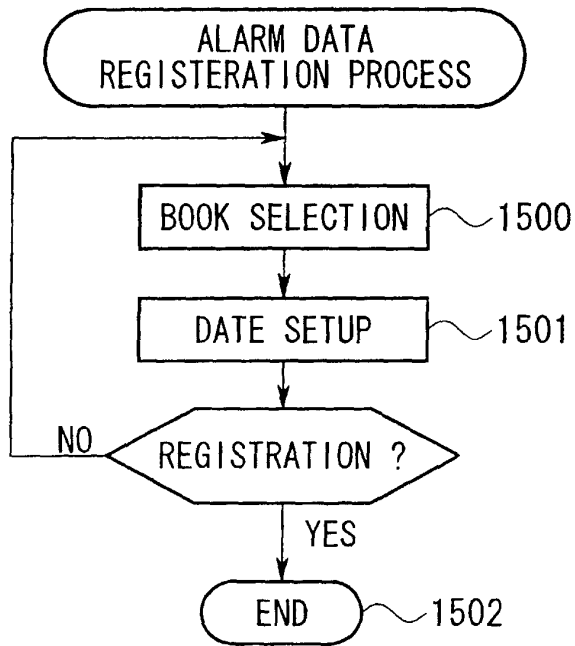 ALARM DATA
REGISTERATION PROCESS
BOOK SELECTION 1500
DATE SETUP 1501
NO
REGISTRATION ?
YES
END 1502